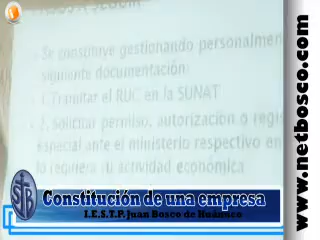 Se constituye gestionando personalmen
siguiente documentación:
1. Tramitar el RUC en la SUNAT
2. Solicitar permiso, autorización o regis
especial ante el ministerio respectivo en
lo requiera su actividad económica
Constitución de una empresa
I.E.S.T.P. Juan Bosco de Huánuco
www.netbosco.com